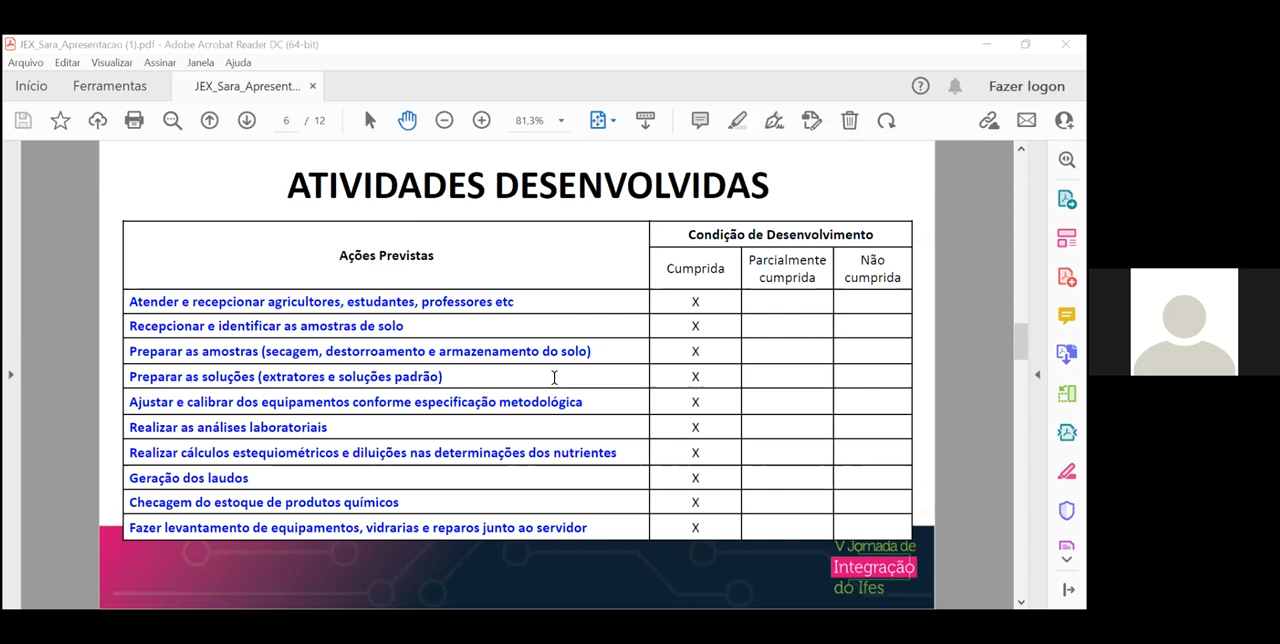 JEX_Sara_Apresentacao (1).pdf - Adobe Acrobat Reader DC (64-bit)
Arquivo Editar Visualizar Assinar Janela Ajuda
Início Ferramentas JEX_Sara_Apresent... × Fazer logon
6 / 12 81,3%
ATIVIDADES DESENVOLVIDAS
Ações Previstas
Condição de Desenvolvimento
Cumprida
Parcialmente
cumprida
Não
cumprida
Atender e recepcionar agricultores, estudantes, professores etc X
Recepcionar e identificar as amostras de solo X
Preparar as amostras (secagem, destorroamento e armazenamento do solo) X
Preparar as soluções (extratores e soluções padrão) X
Ajustar e calibrar dos equipamentos conforme especificação metodológica X
Realizar as análises laboratoriais X
Realizar cálculos estequiométricos e diluições nas determinações dos nutrientes X
Geração dos laudos X
Checagem do estoque de produtos químicos X
Fazer levantamento de equipamentos, vidrarias e reparos junto ao servidor X
V Jornada de
Integração
do Ifes